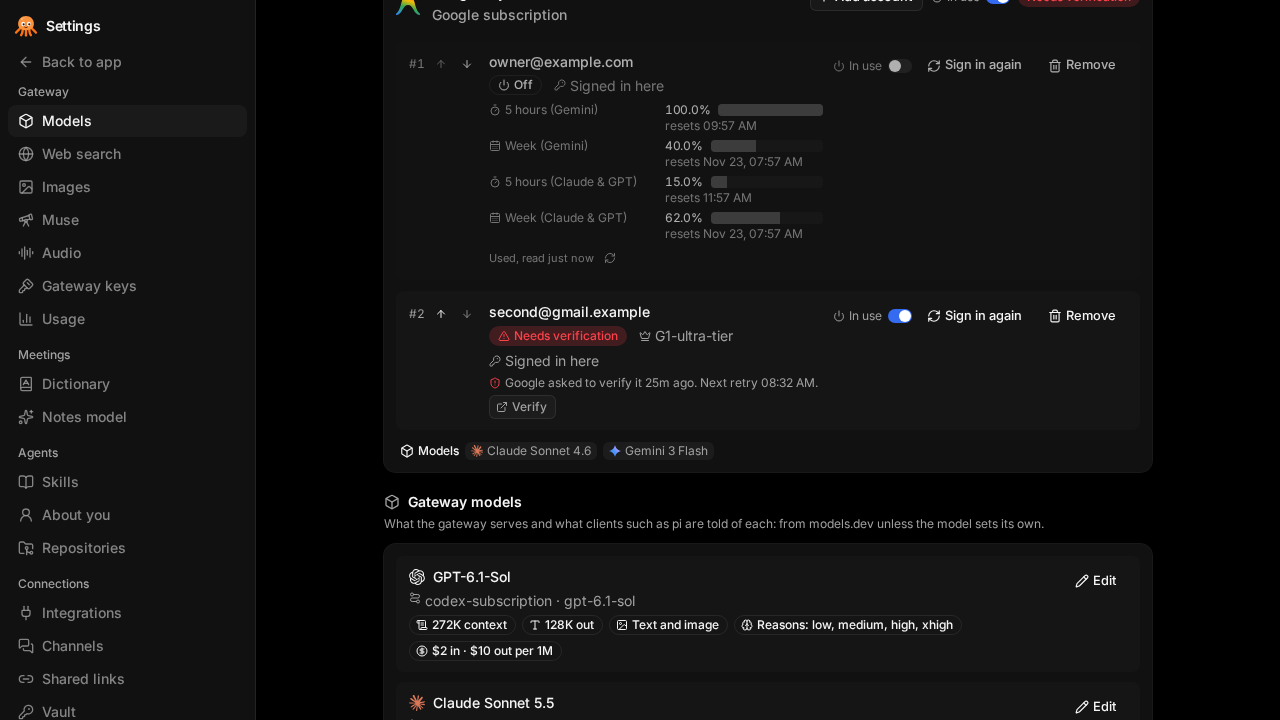 Settings
Back to app
Gateway
Models
Web search
Images
Muse
Audio
Gateway keys
Usage
Meetings
Dictionary
Notes model
Agents
Skills
About you
Repositories
Connections
Integrations
Channels
Shared links
Vault
Google subscription
#1
owner@example.com
In use
Sign in again
Remove
Off
Signed in here
5 hours (Gemini)
100.0%
resets 09:57 AM
Week (Gemini)
40.0%
resets Nov 23, 07:57 AM
5 hours (Claude & GPT)
15.0%
resets 11:57 AM
Week (Claude & GPT)
62.0%
resets Nov 23, 07:57 AM
Used, read just now
#2
second@gmail.example
In use
Sign in again
Remove
Needs verification
G1-ultra-tier
Signed in here
Google asked to verify it 25m ago. Next retry 08:32 AM.
Verify
Models
Claude Sonnet 4.6
Gemini 3 Flash
Gateway models
What the gateway serves and what clients such as pi are told of each: from models.dev unless the model sets its own.
GPT-6.1-Sol
Edit
codex-subscription · gpt-6.1-sol
272K context
128K out
Text and image
Reasons: low, medium, high, xhigh
$2 in · $10 out per 1M
Claude Sonnet 5.5
Edit